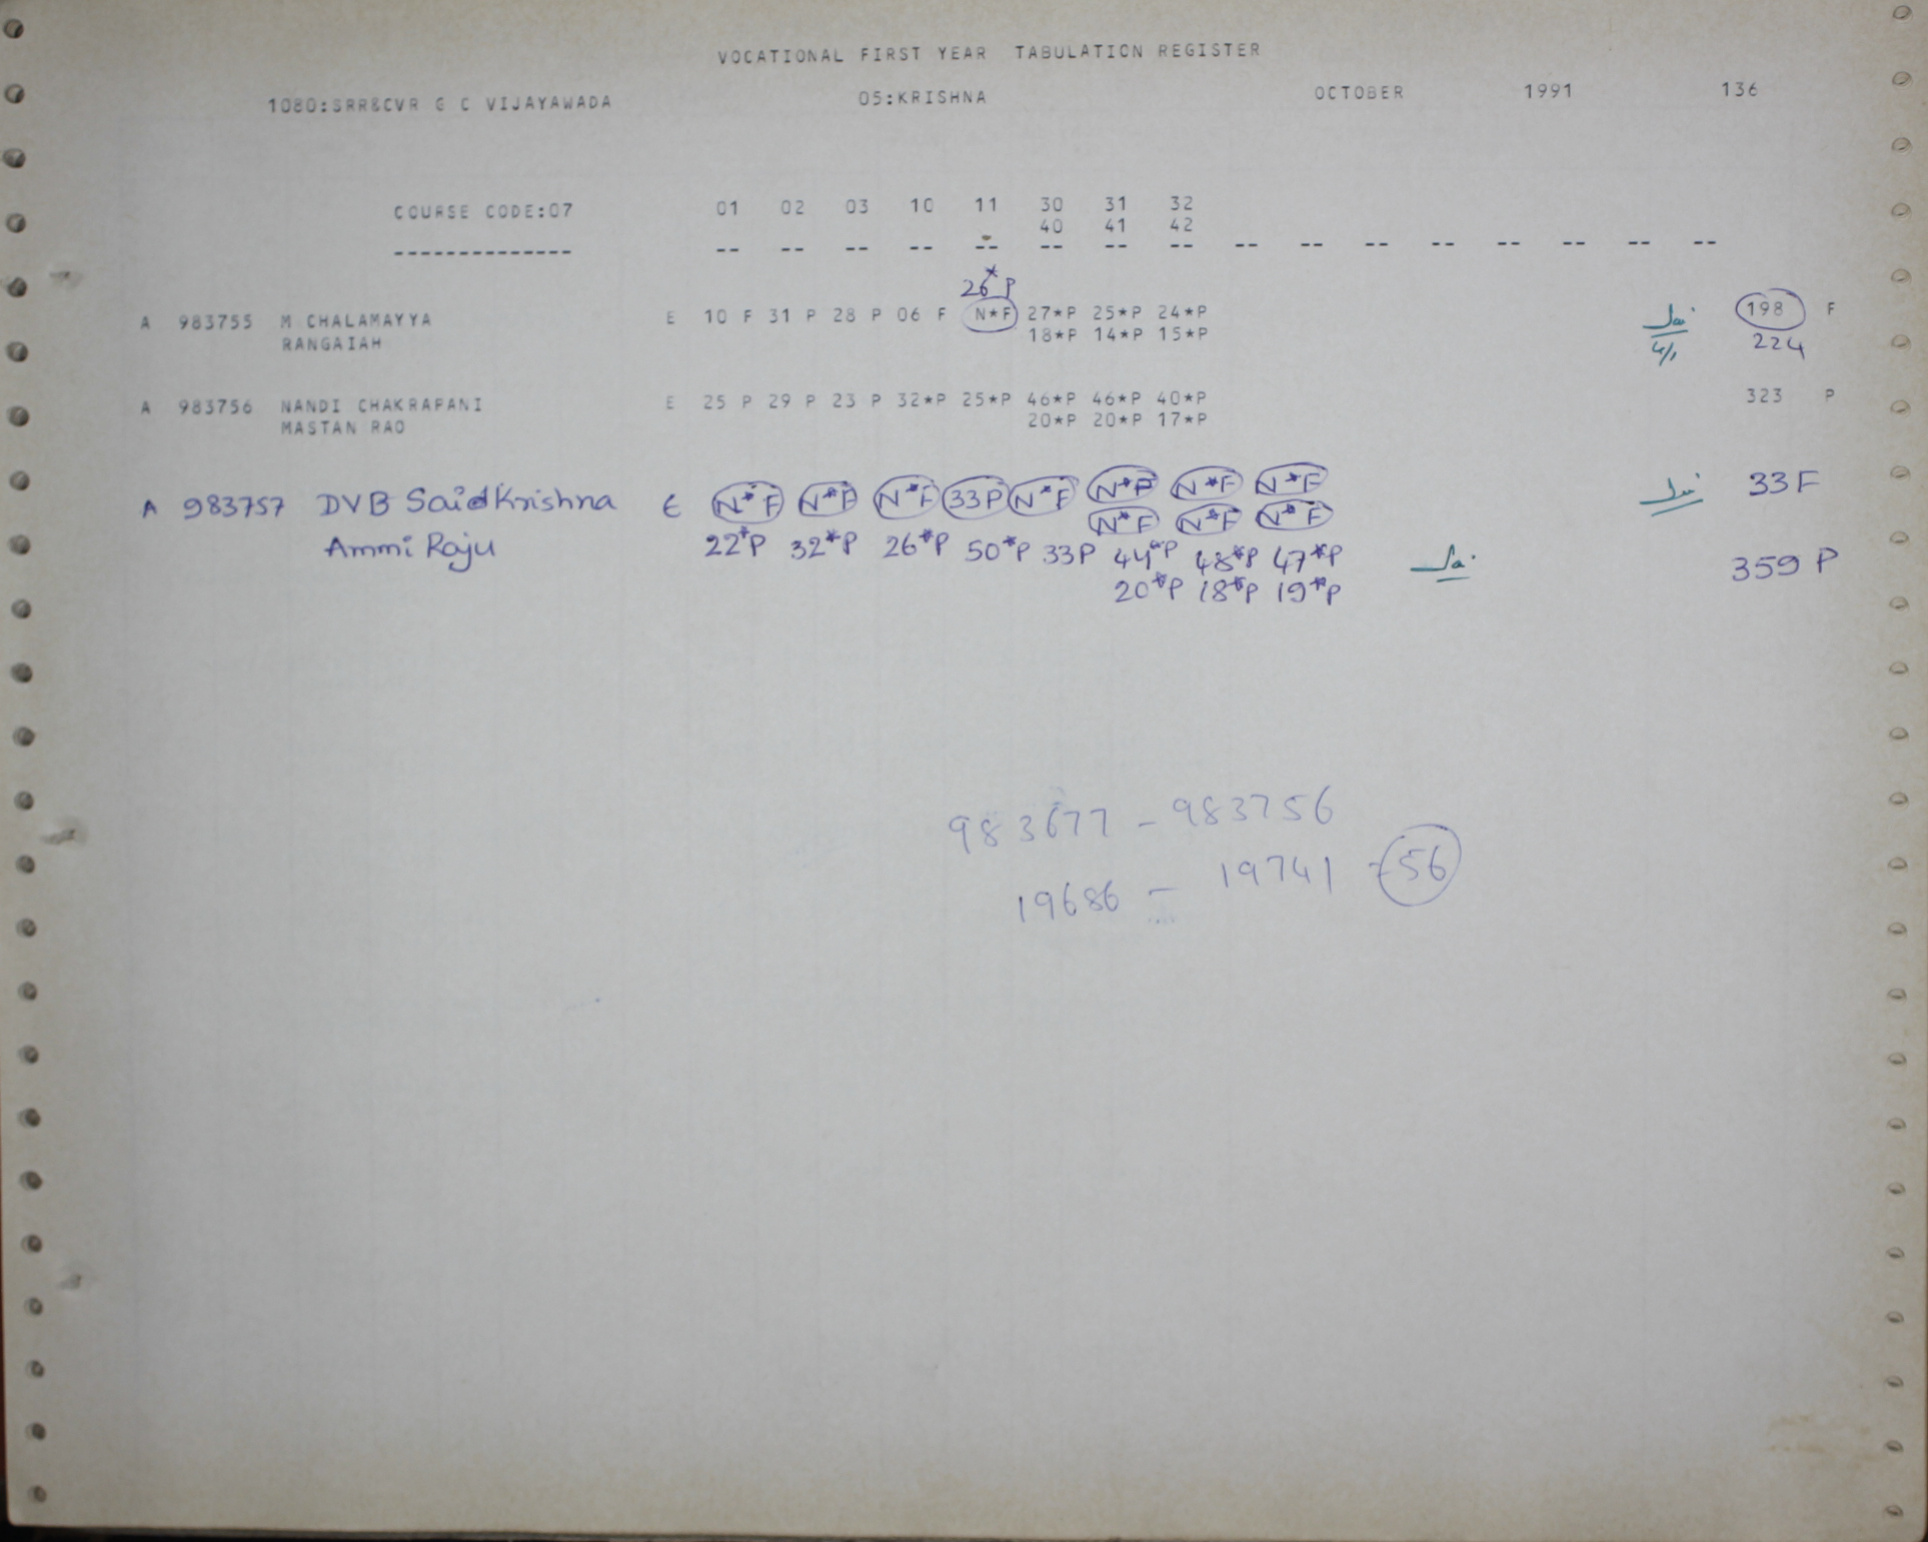 VOCATIONAL FIRST YEAR TABULATION REGISTER
1080:SRR&CVR G C VIJAYAWADA 05:KRISHNA OCTOBER 1991 136
COURSE CODE:07 01 02 03 10 11 30 31 32
40 41 42
------------- -- -- -- -- -- -- -- -- -- -- -- -- -- -- -- --
26*P
A 983755 M CHALAMAYYA E 10 F 31 P 28 P 06 F N*F 27*P 25*P 24*P 198 F
RANGAIAH 18*P 14*P 15*P 224
A 983756 NANDI CHAKRAPANI E 25 P 29 P 23 P 32*P 25*P 46*P 46*P 40*P 323 P
MASTAN RAO 20*P 20*P 17*P
A 983757 DVB Said Krishna E N*F N*F N*F 33P N*F N*F N*F N*F 33F
N*F N*F N*F
Ammi Raju 22*P 32*P 26*P 50*P 33P 44*P 48*P 47*P 359 P
20*P 18*P 19*P
983677 - 983756
19686 - 19741 - 56